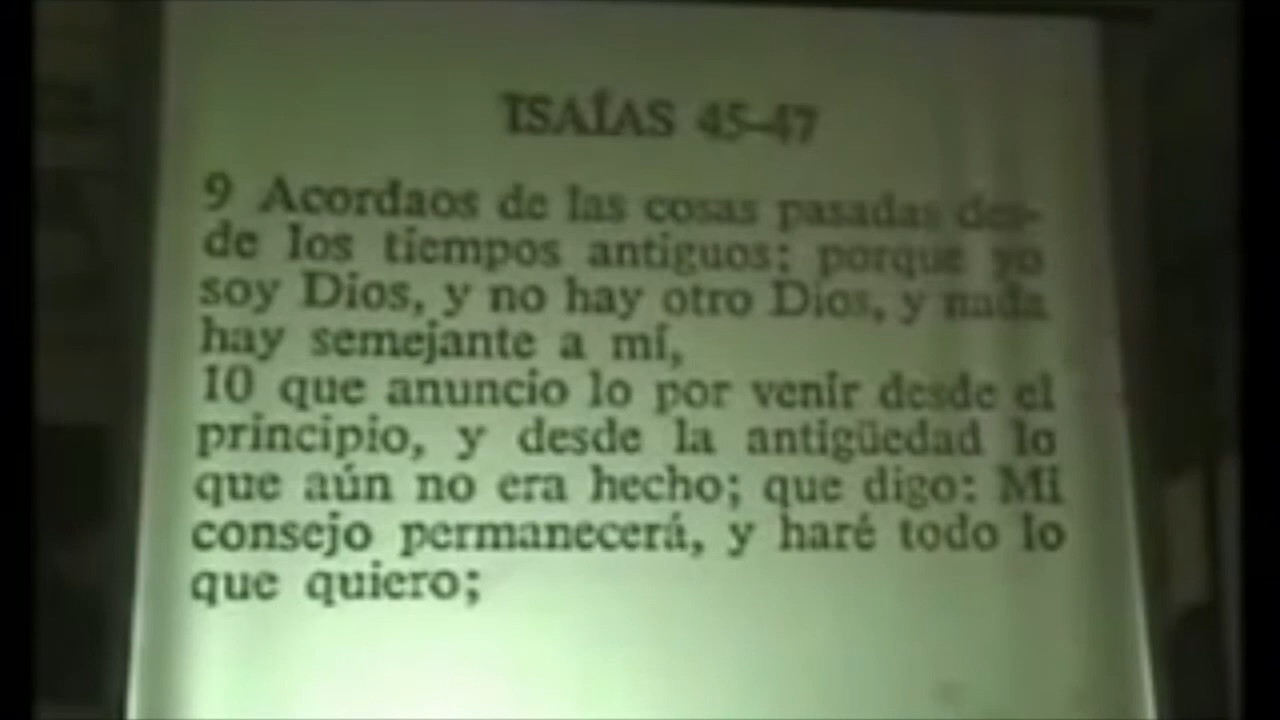 ISAÍAS 45-47
9 Acordaos de las cosas pasadas des-
de los tiempos antiguos; porque yo
soy Dios, y no hay otro Dios, y nada
hay semejante a mí,
10 que anuncio lo por venir desde el
principio, y desde la antigüedad lo
que aún no era hecho; que digo: Mi
consejo permanecerá, y haré todo lo
que quiero;